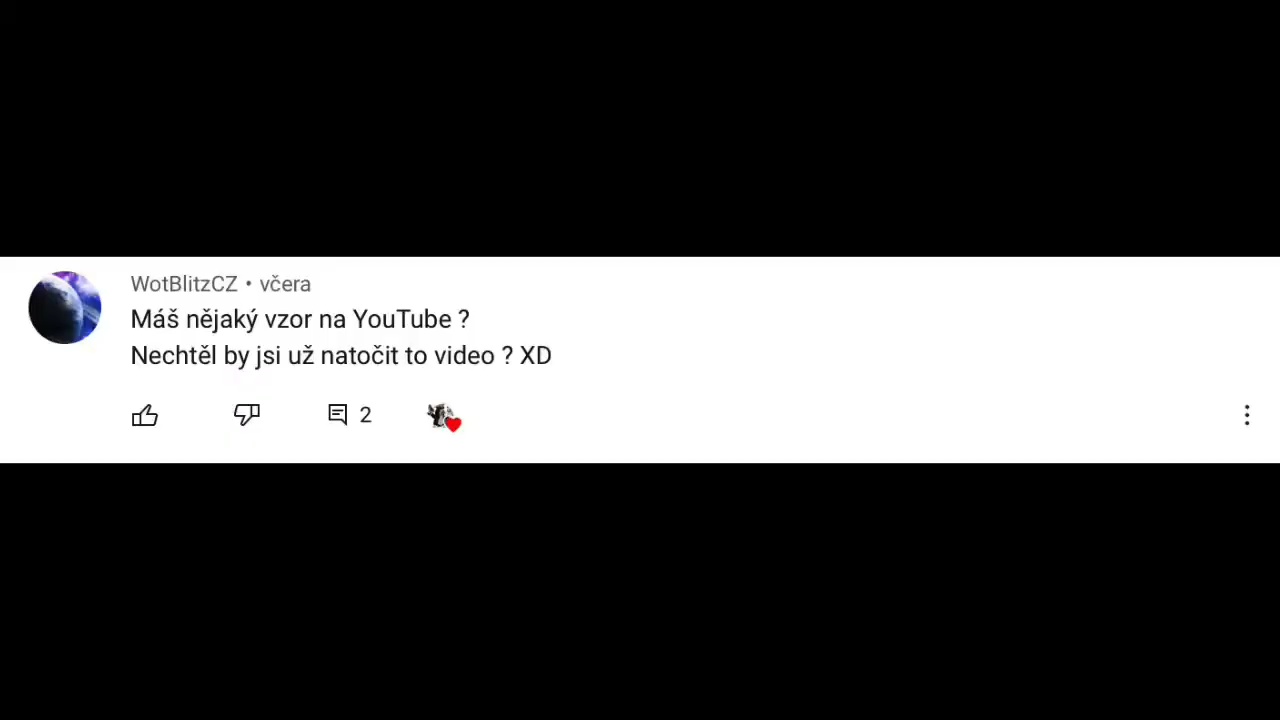 WotBlitzCZ • včera
Máš nějaký vzor na YouTube ?
Nechtěl by jsi už natočit to video ? XD
2